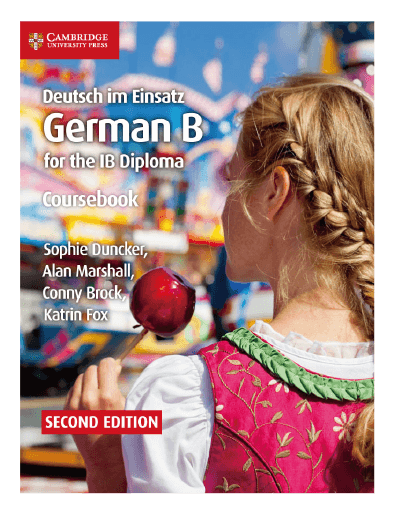 CAMBRIDGE
UNIVERSITY PRESS
Deutsch im Einsatz
German B
for the IB Diploma
Coursebook
Sophie Duncker,
Alan Marshall,
Conny Brock,
Katrin Fox
SECOND EDITION